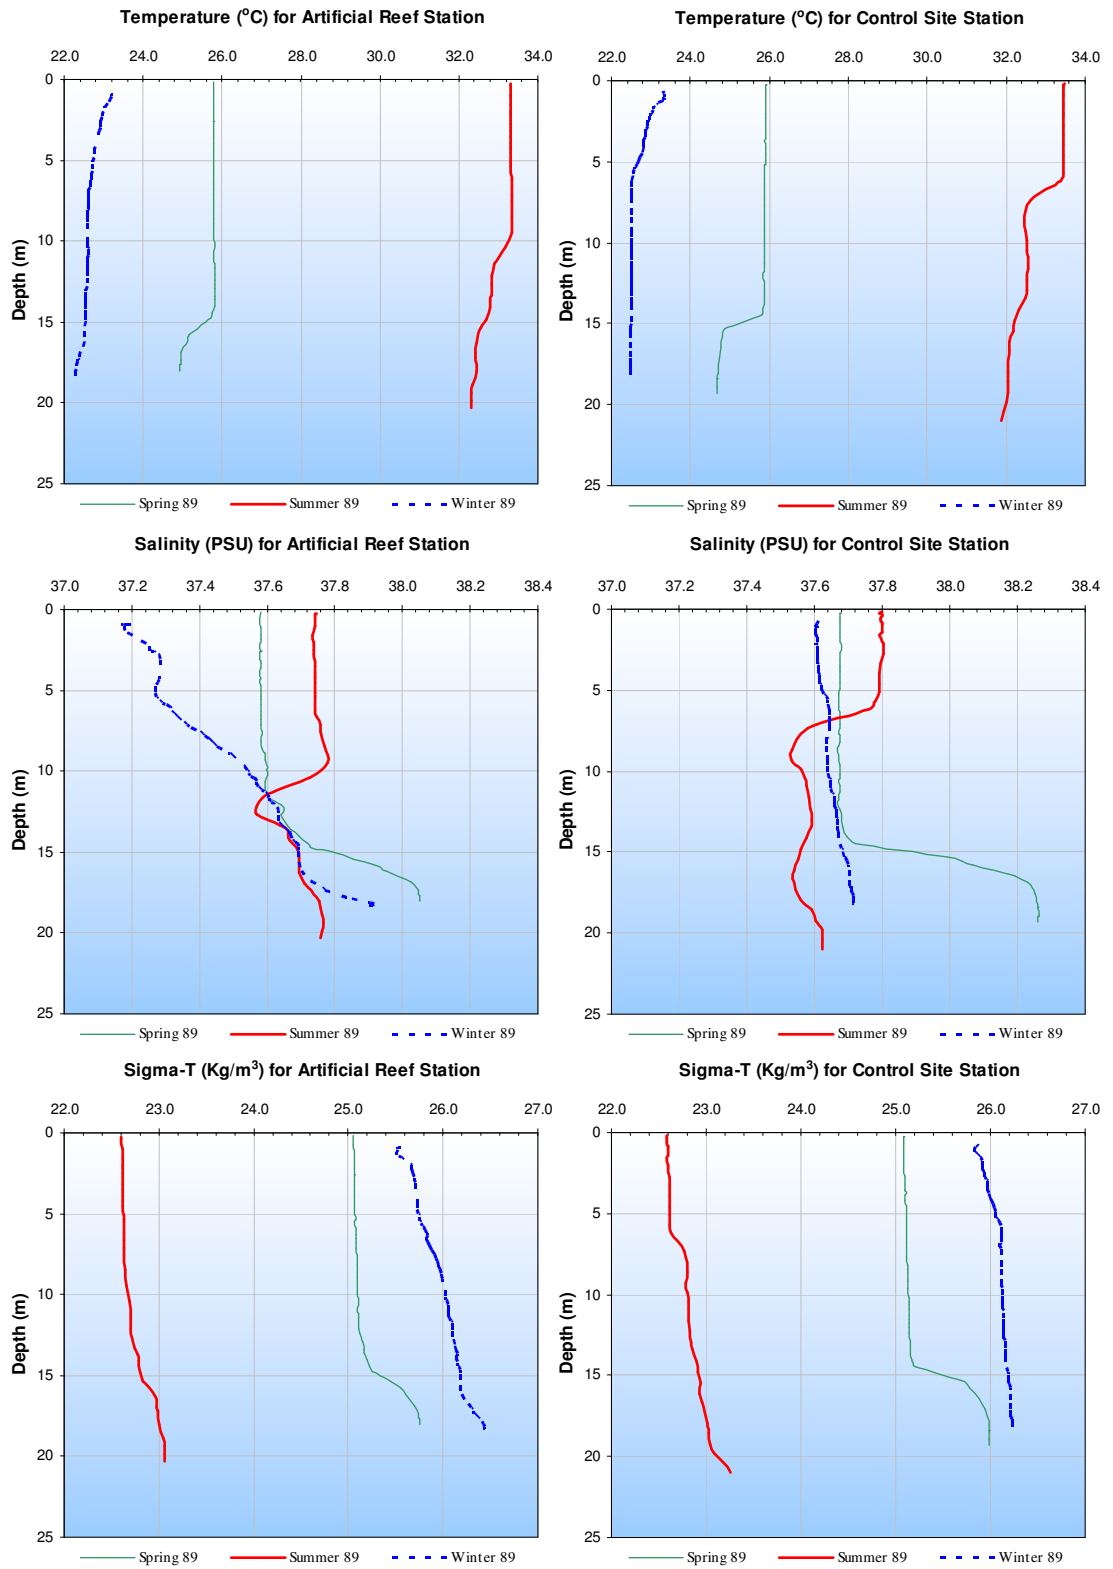 Temperature (°C) for Artificial Reef Station
22.0 24.0 26.0 28.0 30.0 32.0 34.0
0
5
10
15
20
25
Depth (m)
Spring 89 Summer 89 Winter 89
Temperature (°C) for Control Site Station
22.0 24.0 26.0 28.0 30.0 32.0 34.0
0
5
10
15
20
25
Depth (m)
Spring 89 Summer 89 Winter 89
Salinity (PSU) for Artificial Reef Station
37.0 37.2 37.4 37.6 37.8 38.0 38.2 38.4
0
5
10
15
20
25
Depth (m)
Spring 89 Summer 89 Winter 89
Salinity (PSU) for Control Site Station
37.0 37.2 37.4 37.6 37.8 38.0 38.2 38.4
0
5
10
15
20
25
Depth (m)
Spring 89 Summer 89 Winter 89
Sigma-T (Kg/m³) for Artificial Reef Station
22.0 23.0 24.0 25.0 26.0 27.0
0
5
10
15
20
25
Depth (m)
Spring 89 Summer 89 Winter 89
Sigma-T (Kg/m³) for Control Site Station
22.0 23.0 24.0 25.0 26.0 27.0
0
5
10
15
20
25
Depth (m)
Spring 89 Summer 89 Winter 89